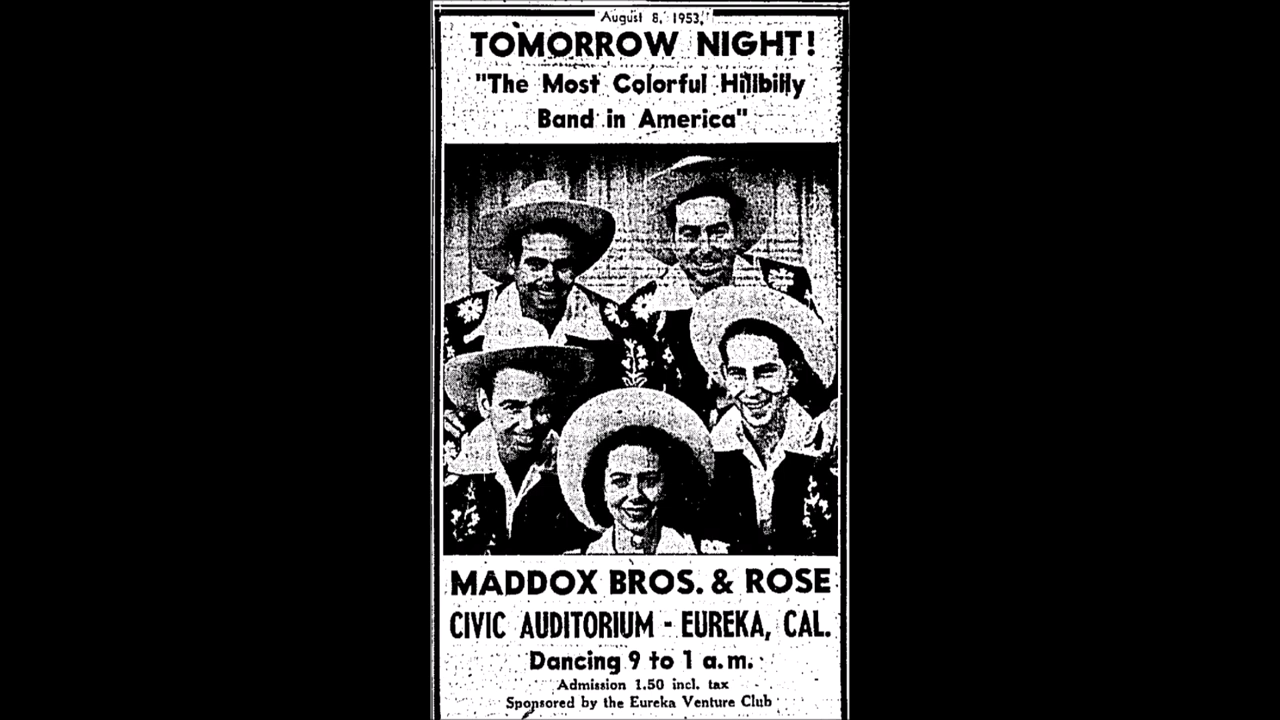 August 8, 1953,
TOMORROW NIGHT!
"The Most Colorful Hillbilly
Band in America"
MADDOX BROS. & ROSE
CIVIC AUDITORIUM - EUREKA, CAL.
Dancing 9 to 1 a.m.
Admission 1.50 incl. tax
Sponsored by the Eureka Venture Club